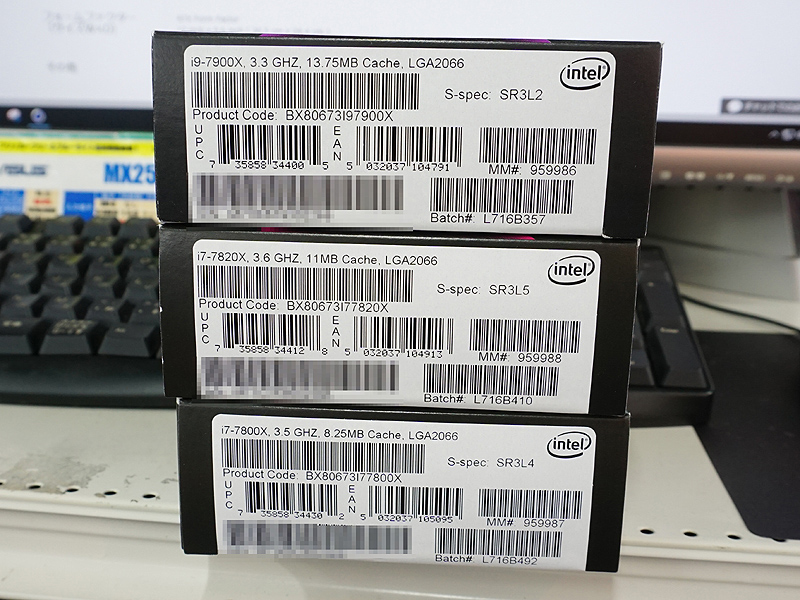 i9-7900X, 3.3 GHZ, 13.75MB Cache, LGA2066
intel
S-spec: SR3L2
Product Code: BX80673I97900X
UPC
7 35858 34400 5
EAN
5 032037 104791
MM#: 959986
Batch#: L716B357
ASUS
MX25
i7-7820X, 3.6 GHZ, 11MB Cache, LGA2066
intel
S-spec: SR3L5
Product Code: BX80673I77820X
UPC
7 35858 34412 8
EAN
5 032037 104913
MM#: 959988
Batch#: L716B410
i7-7800X, 3.5 GHZ, 8.25MB Cache, LGA2066
intel
S-spec: SR3L4
Product Code: BX80673I77800X
UPC
7 35858 34430 2
EAN
5 032037 105095
MM#: 959987
Batch#: L716B492